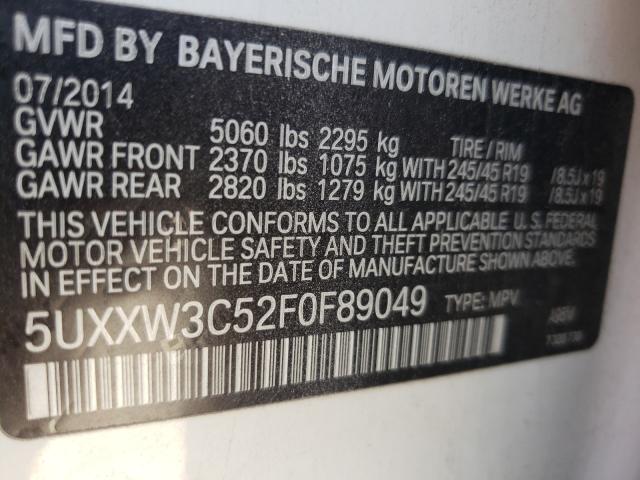 MFD BY BAYERISCHE MOTOREN WERKE AG
07/2014
GVWR 5060 lbs 2295 kg TIRE / RIM
GAWR FRONT 2370 lbs 1075 kg WITH 245/45 R19 / 8.5J x 19
GAWR REAR 2820 lbs 1279 kg WITH 245/45 R19 / 8.5J x 19
THIS VEHICLE CONFORMS TO ALL APPLICABLE U. S. FEDERAL
MOTOR VEHICLE SAFETY AND THEFT PREVENTION STANDARDS
IN EFFECT ON THE DATE OF MANUFACTURE SHOWN ABOVE.
5UXXW3C52F0F89049 TYPE: MPV